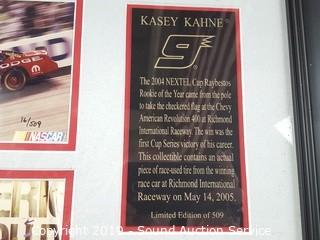 KASEY KAHNE
9
The 2004 NEXTEL Cup Raybestos
Rookie of the Year came from the pole
to take the checkered flag at the Chevy
American Revolution 400 at Richmond
International Raceway. The win was the
first Cup Series victory of his career.
This collectible contains an actual
piece of race-used tire from the winning
race car at Richmond International
Raceway on May 14, 2005.
Limited Edition of 509
DODGE
16/509
NASCAR
Copyright 2019 - Sound Auction Service